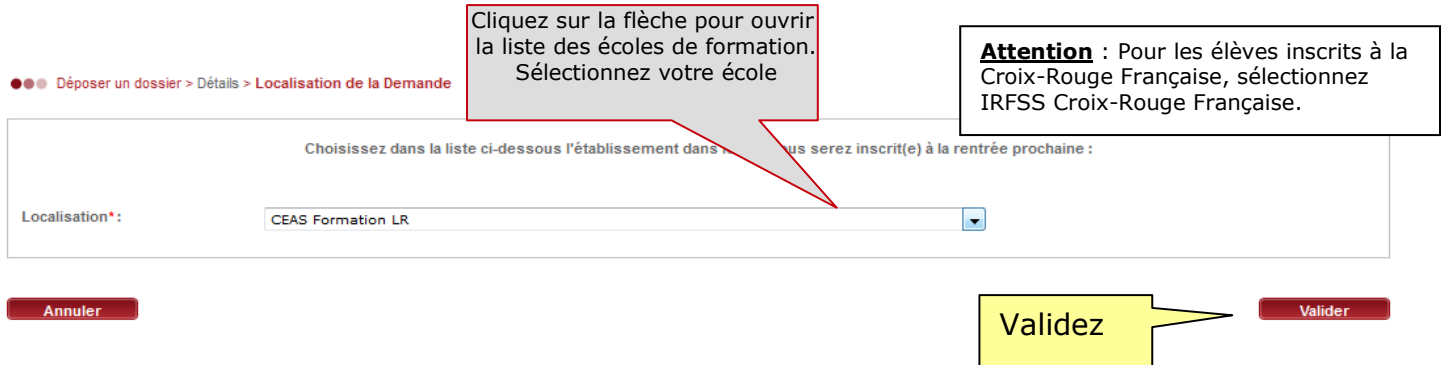 Cliquez sur la flèche pour ouvrir
la liste des écoles de formation.
Sélectionnez votre école
Attention : Pour les élèves inscrits à la
Croix-Rouge Française, sélectionnez
IRFSS Croix-Rouge Française.
Déposer un dossier > Détails > Localisation de la Demande
Choisissez dans la liste ci-dessous l'établissement dans serez inscrit(e) à la rentrée prochaine :
Localisation* :
CEAS Formation LR
Annuler
Validez
Valider